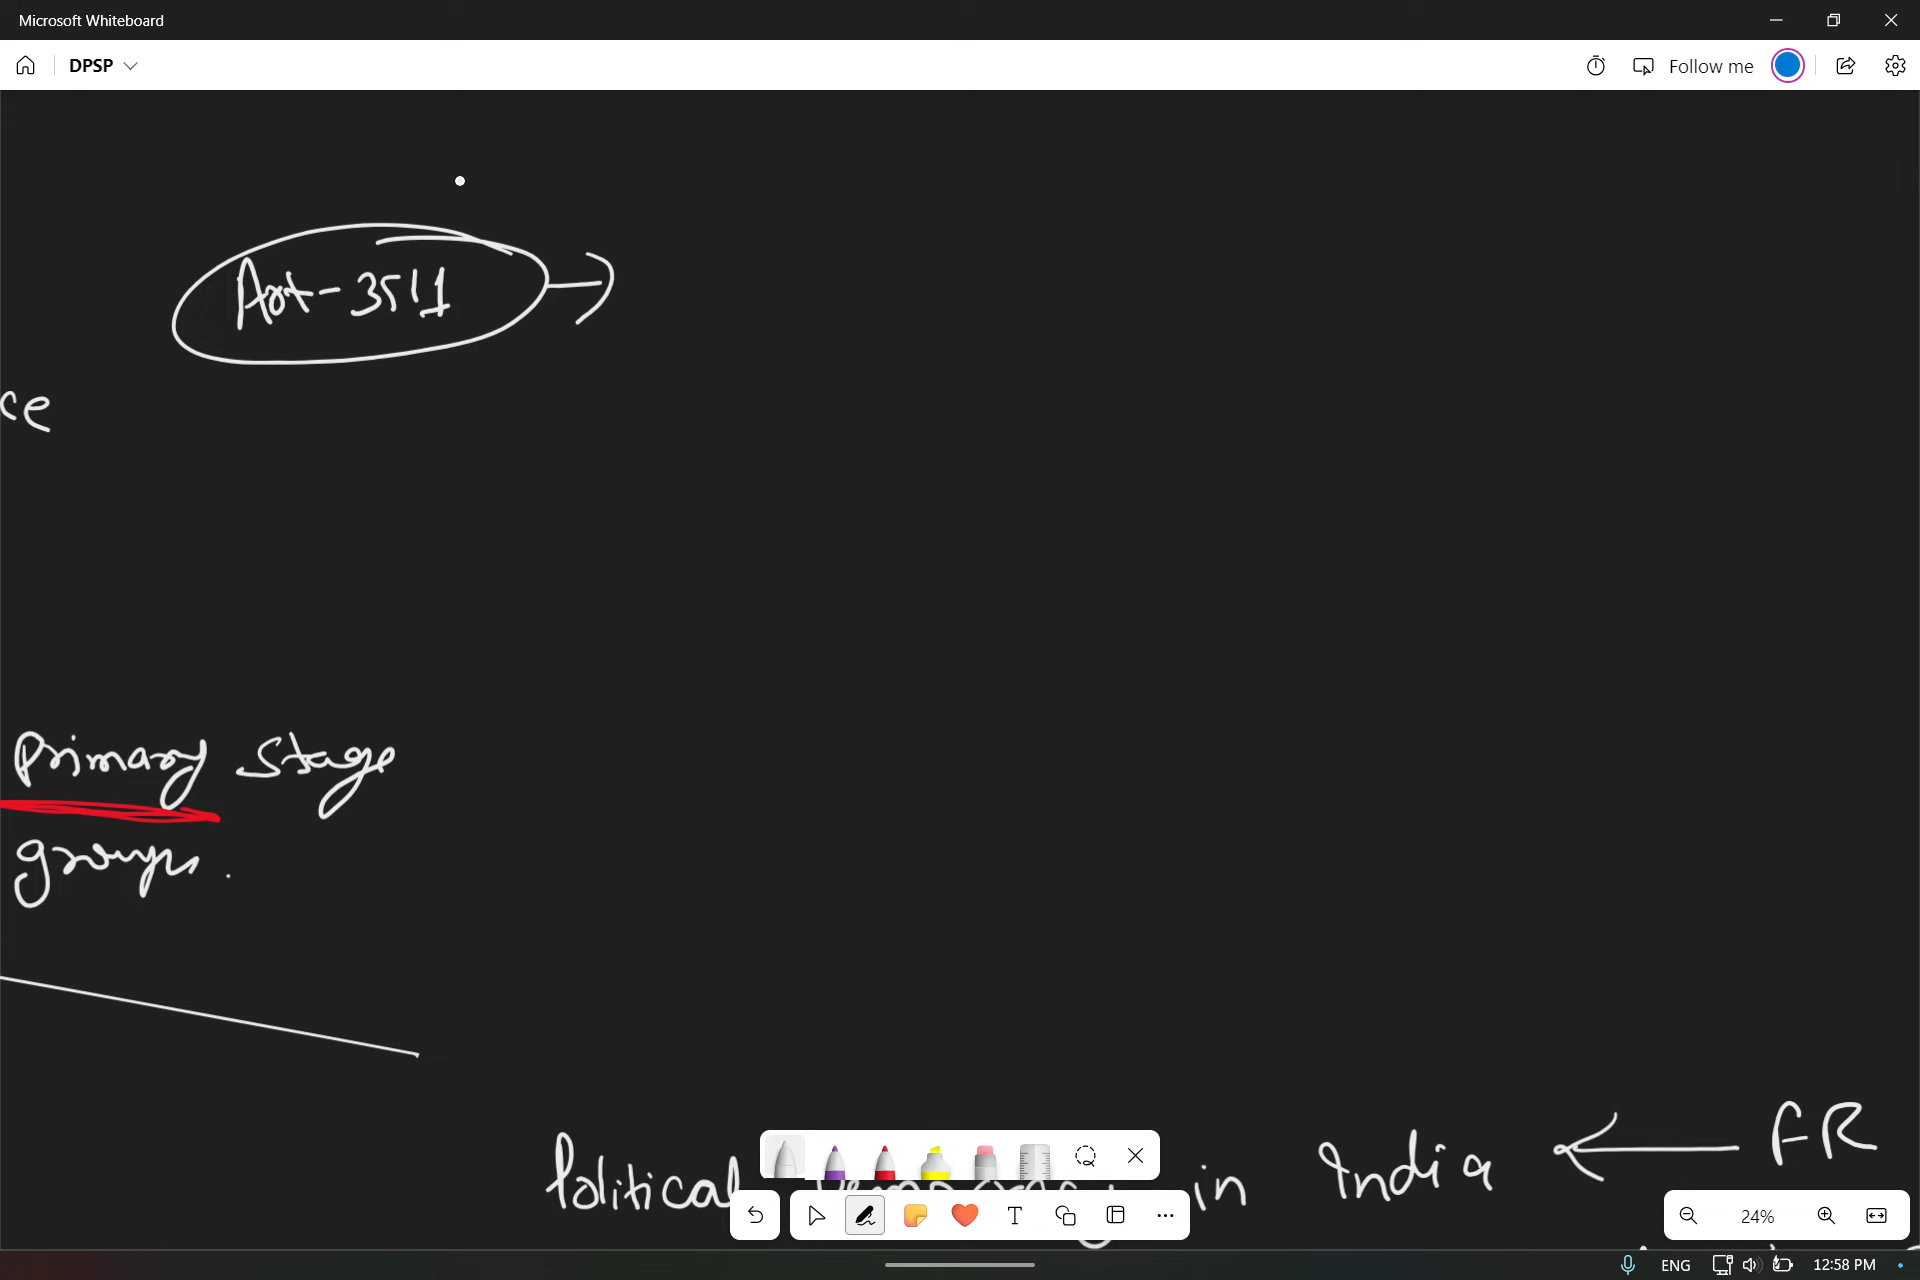 Microsoft Whiteboard
DPSP
Follow me
Art-351
ce
Primary Stage
groups.
Political in India ← FR
24%
ENG
12:58 PM